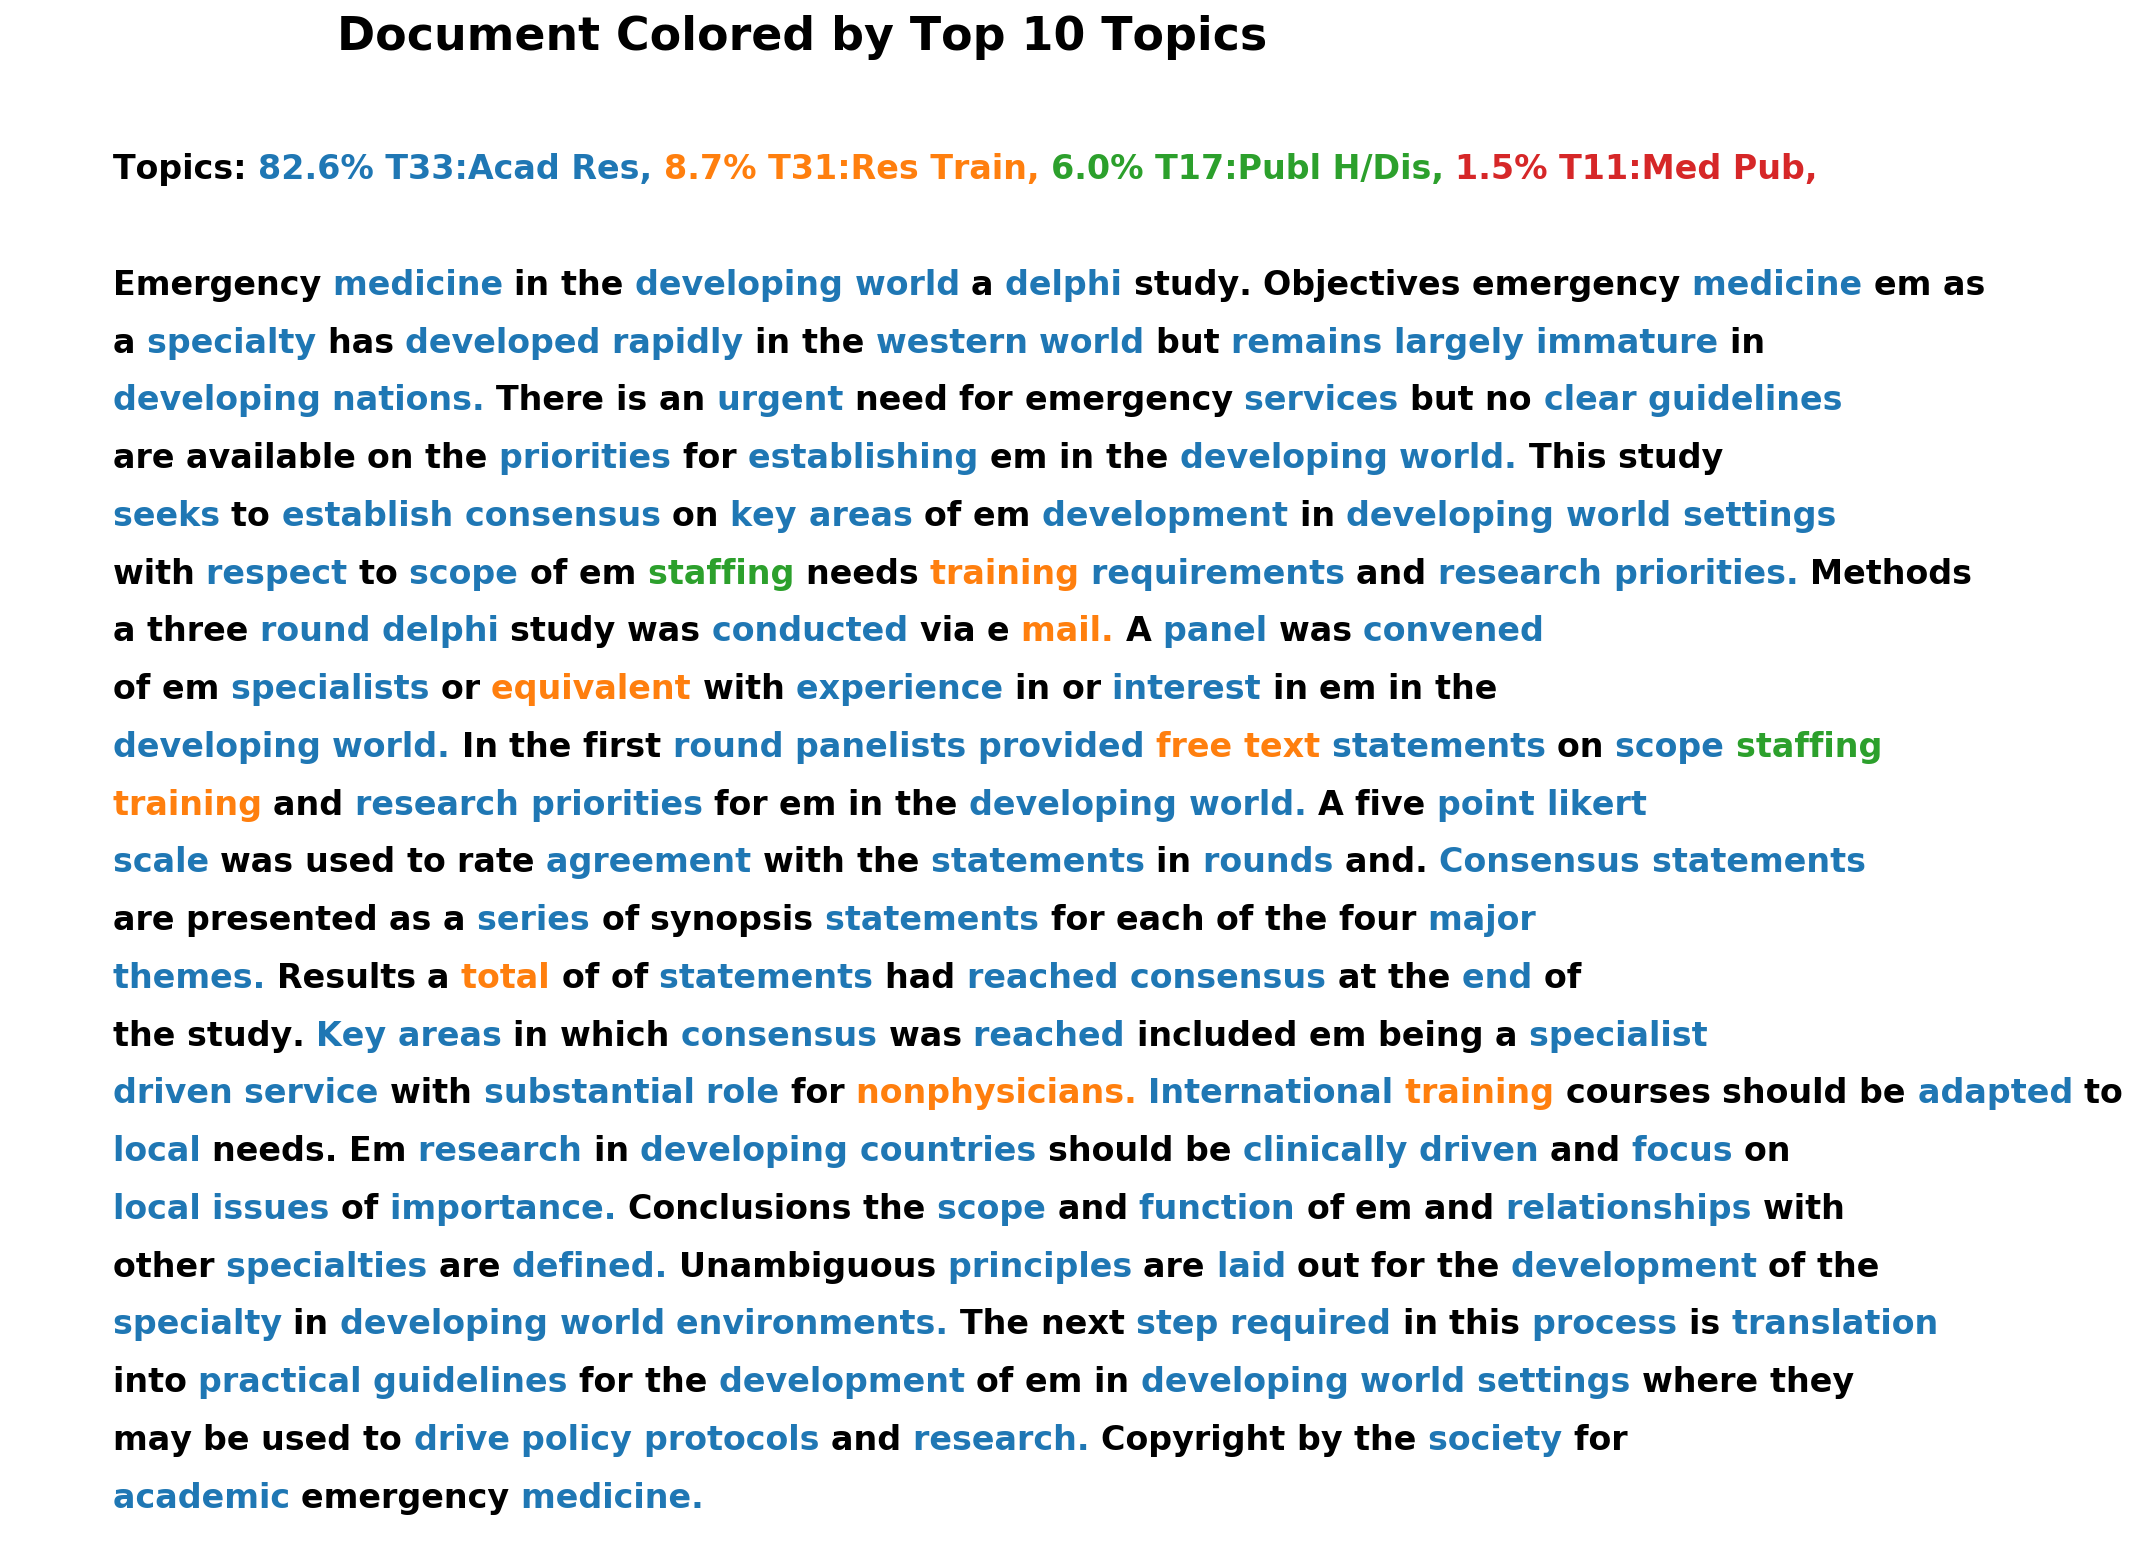 Document Colored by Top 10 Topics
Topics: 82.6% T33:Acad Res, 8.7% T31:Res Train, 6.0% T17:Publ H/Dis, 1.5% T11:Med Pub,
Emergency medicine in the developing world a delphi study. Objectives emergency medicine em as
a specialty has developed rapidly in the western world but remains largely immature in
developing nations. There is an urgent need for emergency services but no clear guidelines
are available on the priorities for establishing em in the developing world. This study
seeks to establish consensus on key areas of em development in developing world settings
with respect to scope of em staffing needs training requirements and research priorities. Methods
a three round delphi study was conducted via e mail. A panel was convened
of em specialists or equivalent with experience in or interest in em in the
developing world. In the first round panelists provided free text statements on scope staffing
training and research priorities for em in the developing world. A five point likert
scale was used to rate agreement with the statements in rounds and. Consensus statements
are presented as a series of synopsis statements for each of the four major
themes. Results a total of of statements had reached consensus at the end of
the study. Key areas in which consensus was reached included em being a specialist
driven service with substantial role for nonphysicians. International training courses should be adapted to
local needs. Em research in developing countries should be clinically driven and focus on
local issues of importance. Conclusions the scope and function of em and relationships with
other specialties are defined. Unambiguous principles are laid out for the development of the
specialty in developing world environments. The next step required in this process is translation
into practical guidelines for the development of em in developing world settings where they
may be used to drive policy protocols and research. Copyright by the society for
academic emergency medicine.